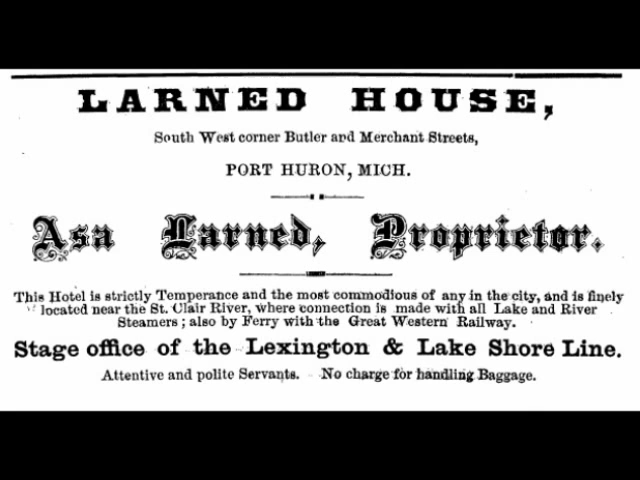 LARNED HOUSE,
South West corner Butler and Merchant Streets,
PORT HURON, MICH.
Asa Larned, Proprietor.
This Hotel is strictly Temperance and the most commodious of any in the city, and is finely
located near the St. Clair River, where connection is made with all Lake and River
Steamers; also by Ferry with the Great Western Railway.
Stage office of the Lexington & Lake Shore Line.
Attentive and polite Servants. No charge for handling Baggage.